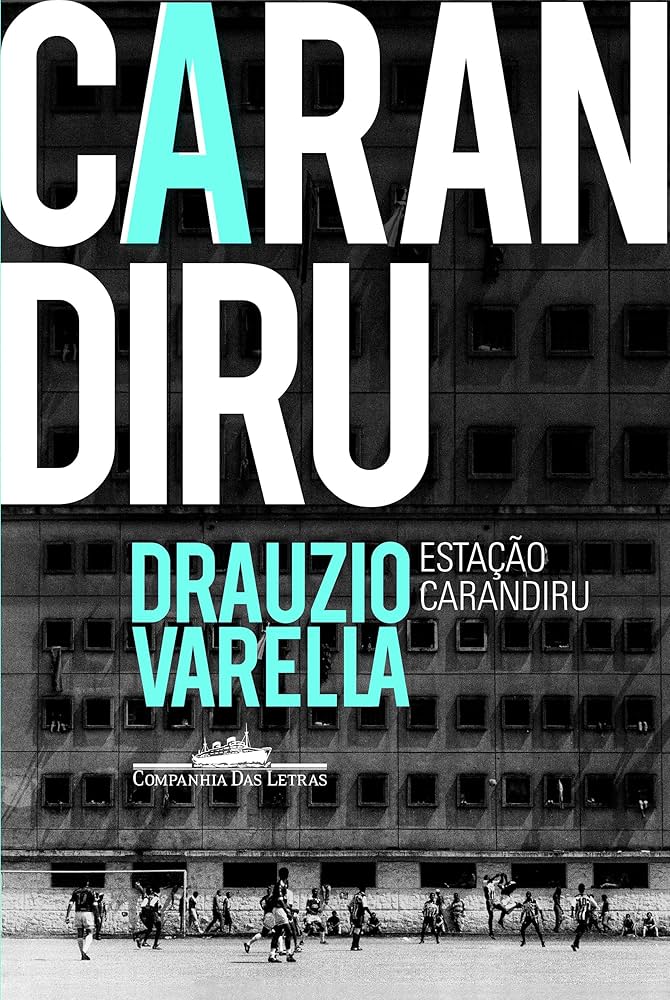 CARAN
DIRU
DRAUZIO
VARELLA
ESTAÇÃO
CARANDIRU
COMPANHIA DAS LETRAS